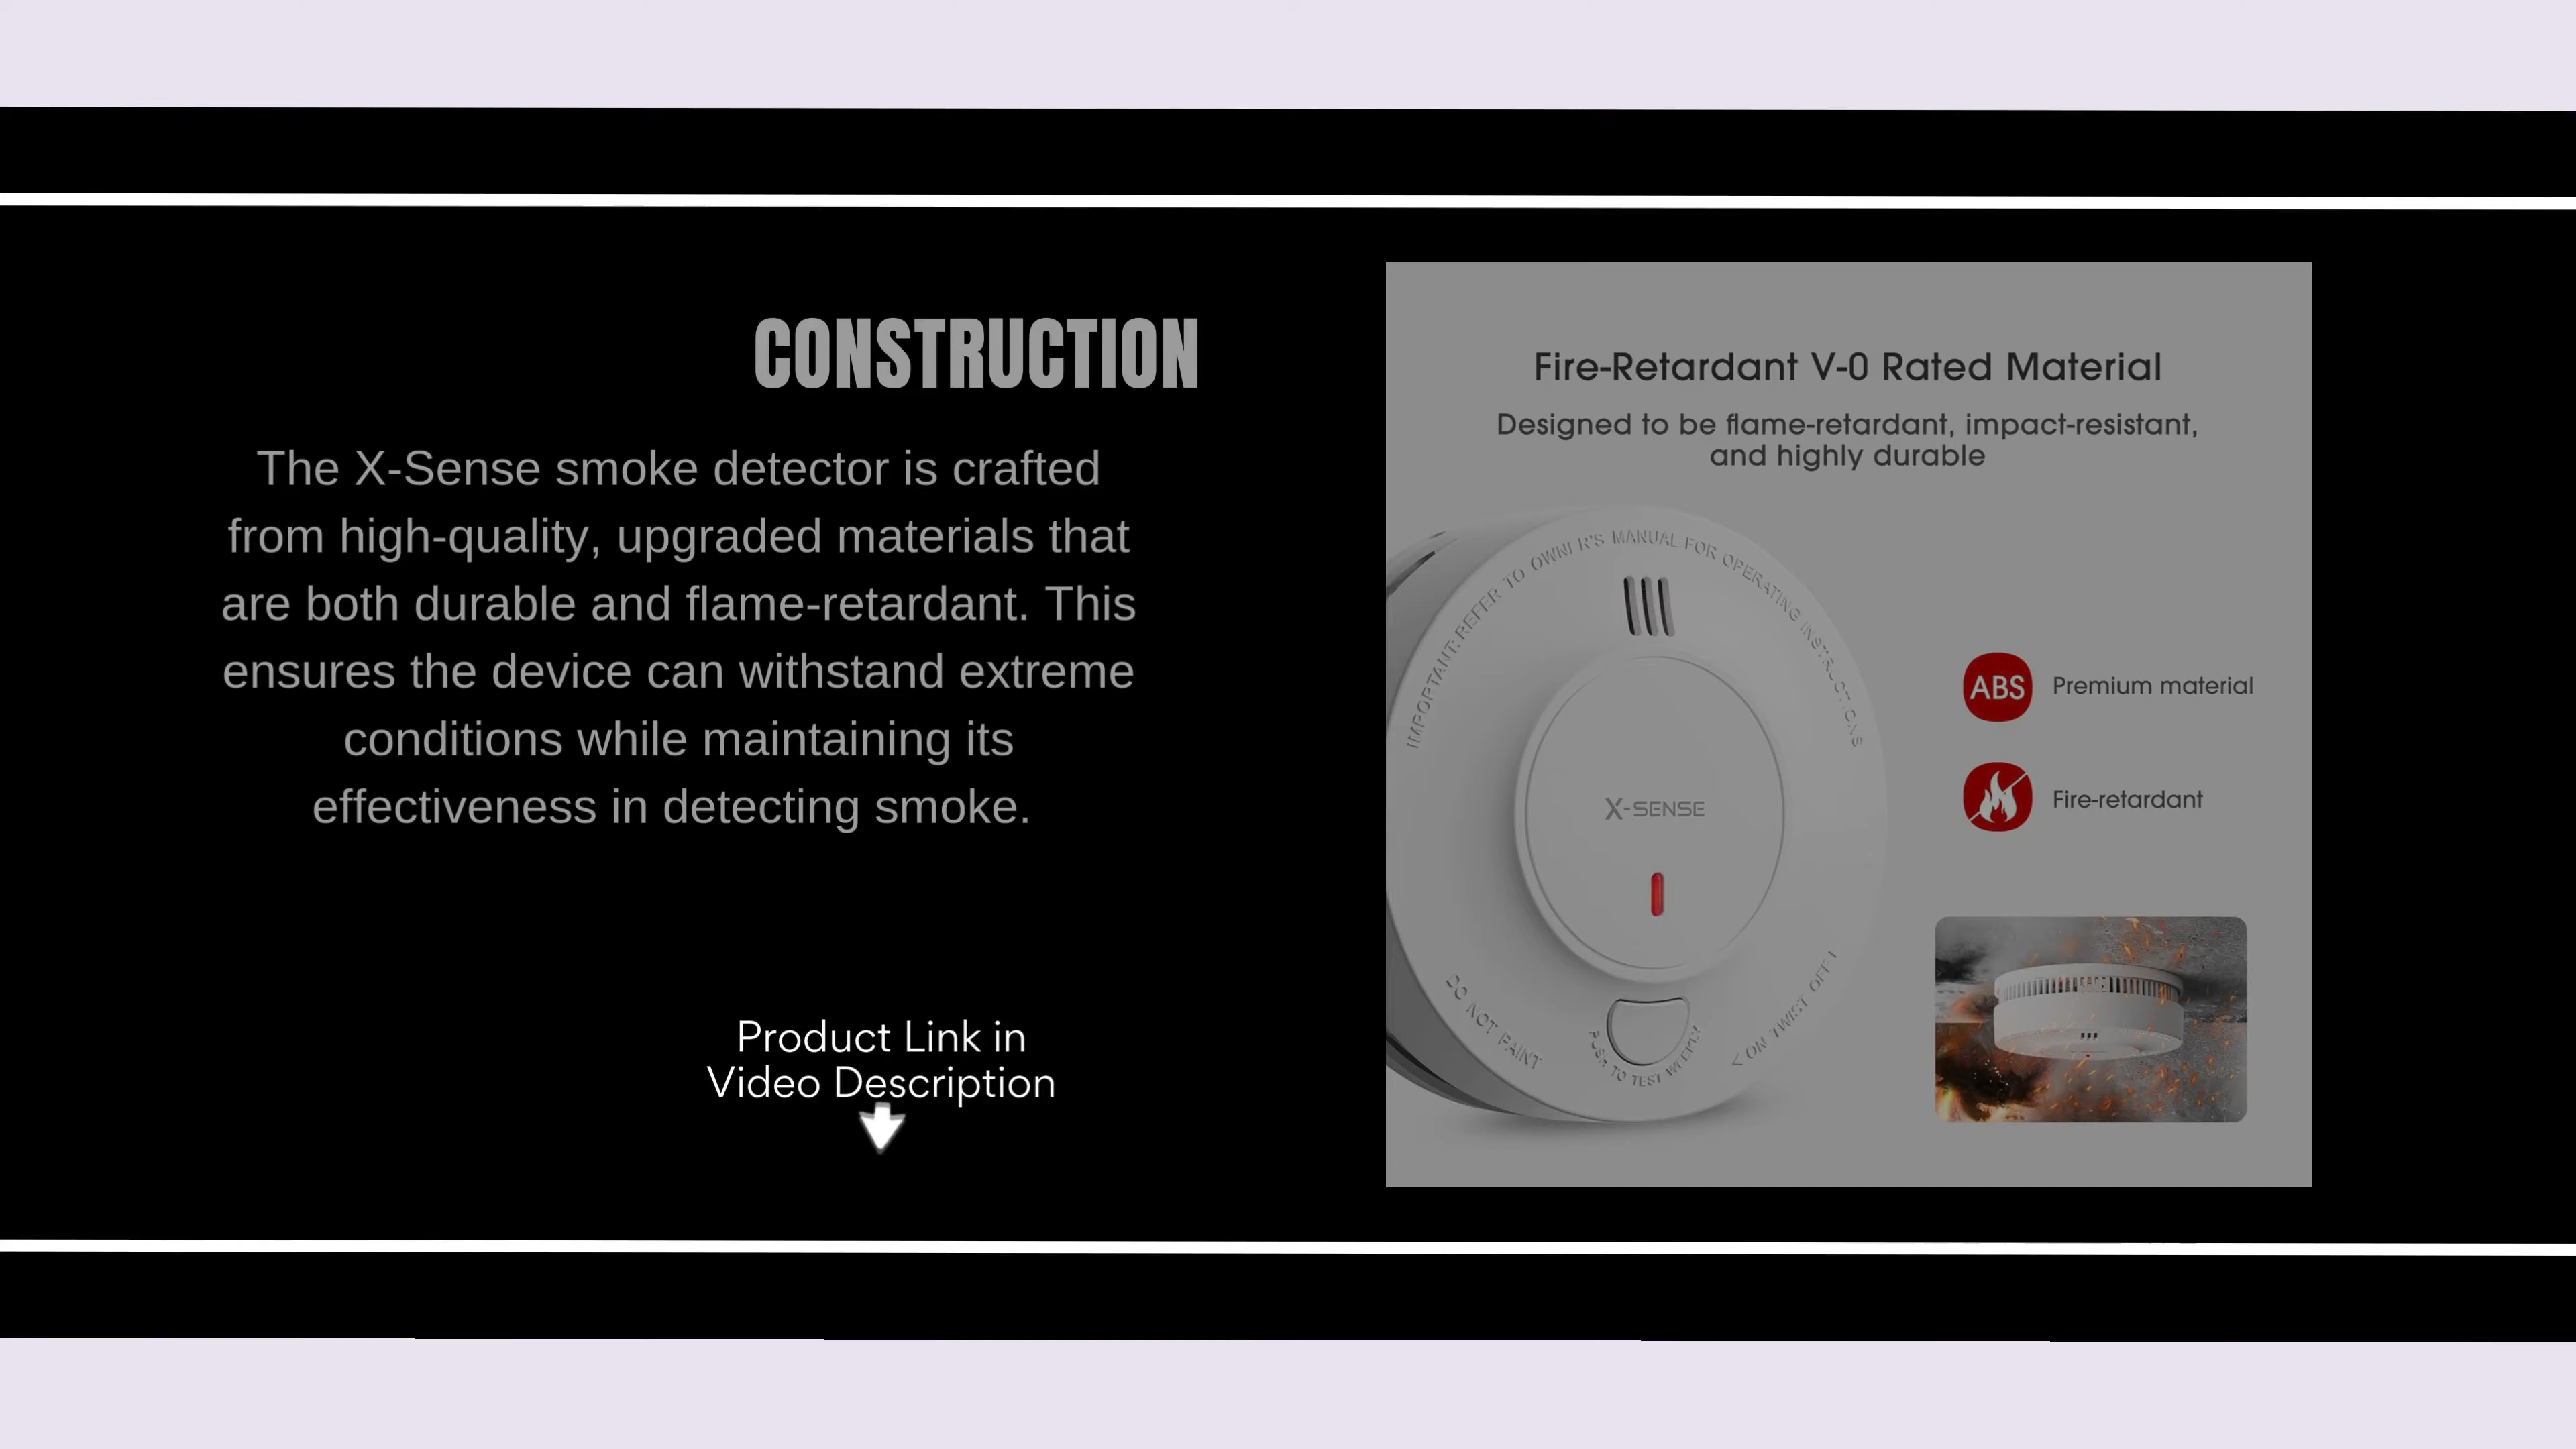 CONSTRUCTION
The X-Sense smoke detector is crafted
from high-quality, upgraded materials that
are both durable and flame-retardant. This
ensures the device can withstand extreme
conditions while maintaining its
effectiveness in detecting smoke.
Product Link in
Video Description
Fire-Retardant V-0 Rated Material
Designed to be flame-retardant, impact-resistant,
and highly durable
IMPORTANT: REFER TO OWNER'S MANUAL FOR OPERATING INSTRUCTIONS
X-SENSE
DO NOT PAINT
PUSH TO TEST WEEKLY
< ON TWIST OFF
ABS Premium material
Fire-retardant